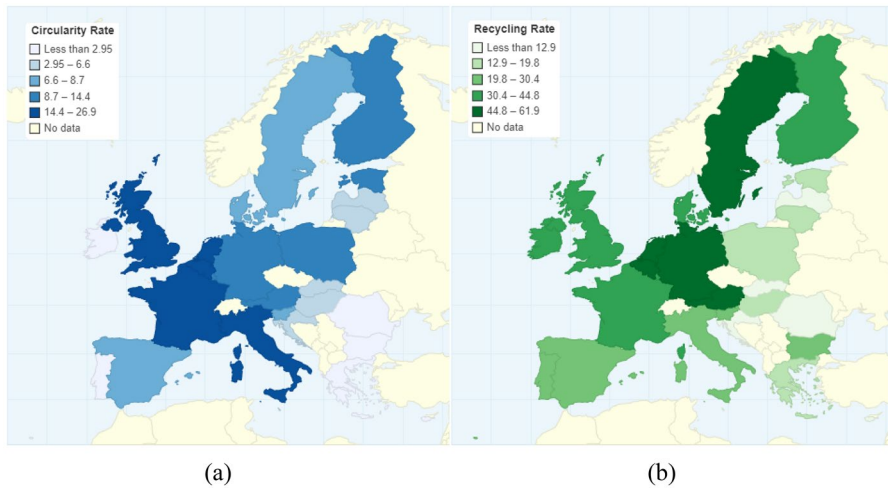 Circularity Rate
Less than 2.95
2.95 – 6.6
6.6 – 8.7
8.7 – 14.4
14.4 – 26.9
No data
Recycling Rate
Less than 12.9
12.9 – 19.8
19.8 – 30.4
30.4 – 44.8
44.8 – 61.9
No data
(a)
(b)